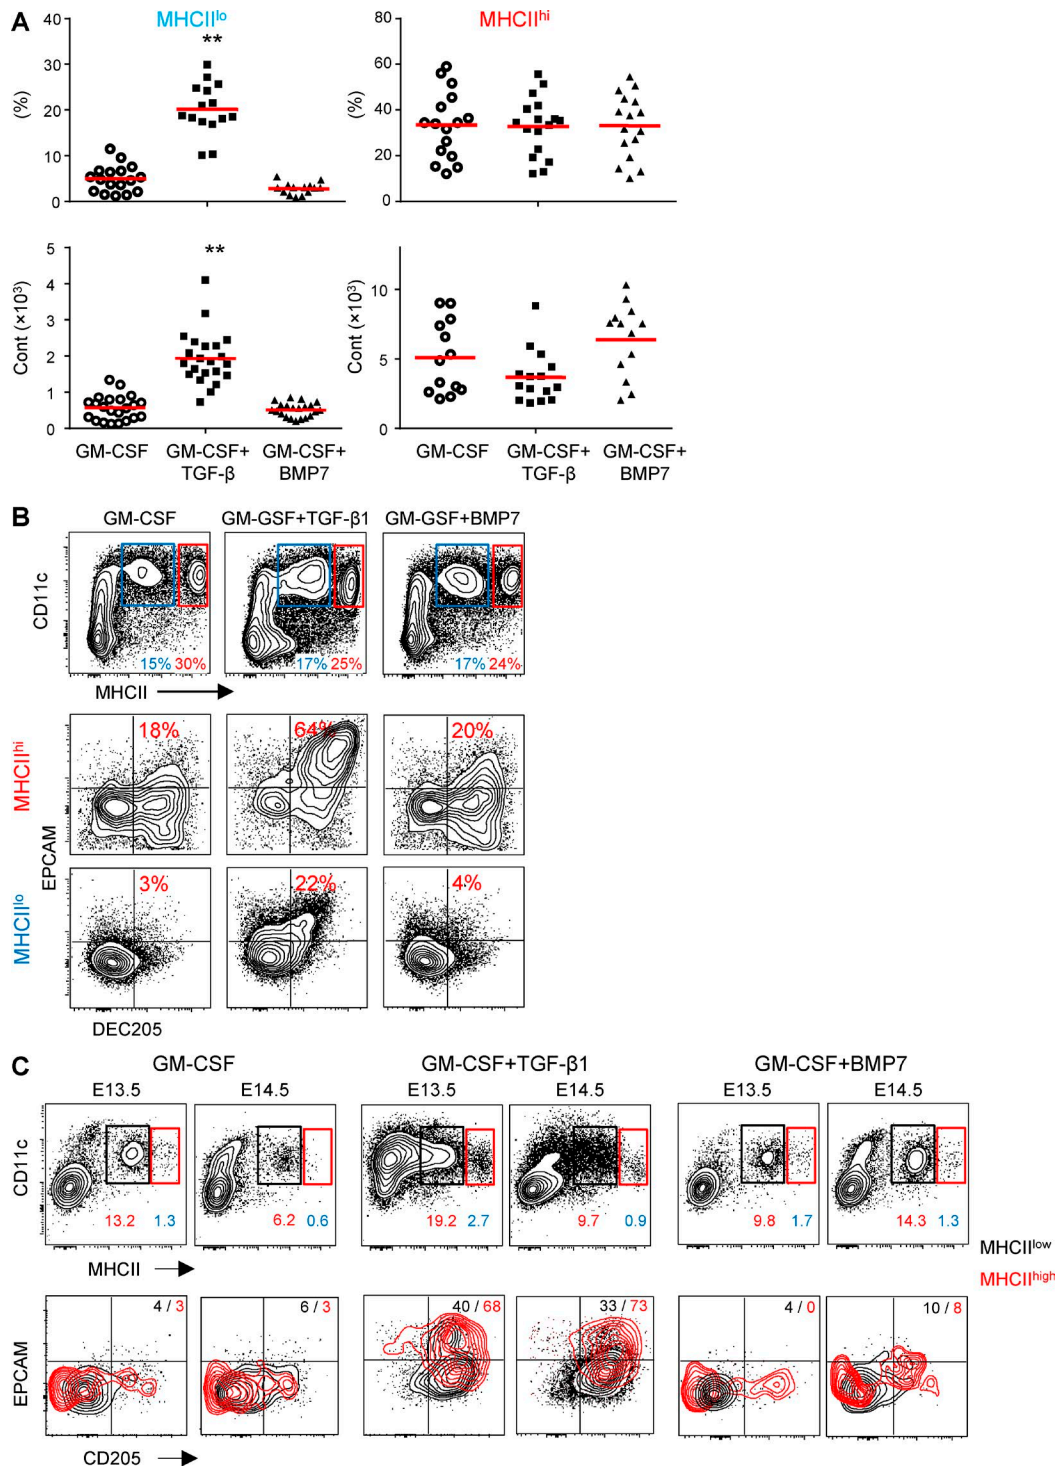 A
MHCIIlo
MHCIIhi
40
30
20
10
0
(%)
**
80
60
40
20
0
(%)
5
4
3
2
1
0
Cont (×10³)
**
10
5
0
Cont (×10³)
GM-CSF
GM-CSF+
TGF-β
GM-CSF+
BMP7
GM-CSF
GM-CSF+
TGF-β
GM-CSF+
BMP7
B
GM-CSF
GM-GSF+TGF-β1
GM-GSF+BMP7
CD11c
15% 30%
17% 25%
17% 24%
MHCII
MHCIIhi
18%
64%
20%
EPCAM
MHCIIlo
3%
22%
4%
DEC205
C
GM-CSF
GM-CSF+TGF-β1
GM-CSF+BMP7
E13.5
E14.5
E13.5
E14.5
E13.5
E14.5
CD11c
13.2 1.3
6.2 0.6
19.2 2.7
9.7 0.9
9.8 1.7
14.3 1.3
MHCII
MHCIIlow
MHCIIhigh
4 / 3
6 / 3
40 / 68
33 / 73
4 / 0
10 / 8
EPCAM
CD205